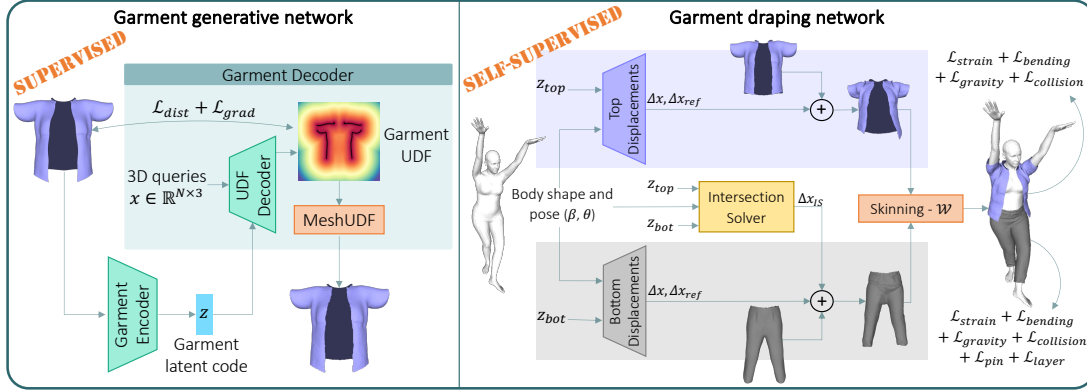 Garment generative network
SUPERVISED
Garment Decoder
ℒ_dist + ℒ_grad
Garment
UDF
3D queries
x ∈ ℝ^{N×3}
UDF
Decoder
MeshUDF
Garment
Encoder
z
Garment
latent code
Garment draping network
SELF-SUPERVISED
z_top
Top
Displacements
Δx, Δx_ref
+
ℒ_strain + ℒ_bending
+ ℒ_gravity + ℒ_collision
Body shape and
pose (β, θ)
z_top
z_bot
Intersection
Solver
Δx_IS
Skinning - 𝒲
z_bot
Bottom
Displacements
Δx, Δx_ref
+
ℒ_strain + ℒ_bending
+ ℒ_gravity + ℒ_collision
+ ℒ_pin + ℒ_layer